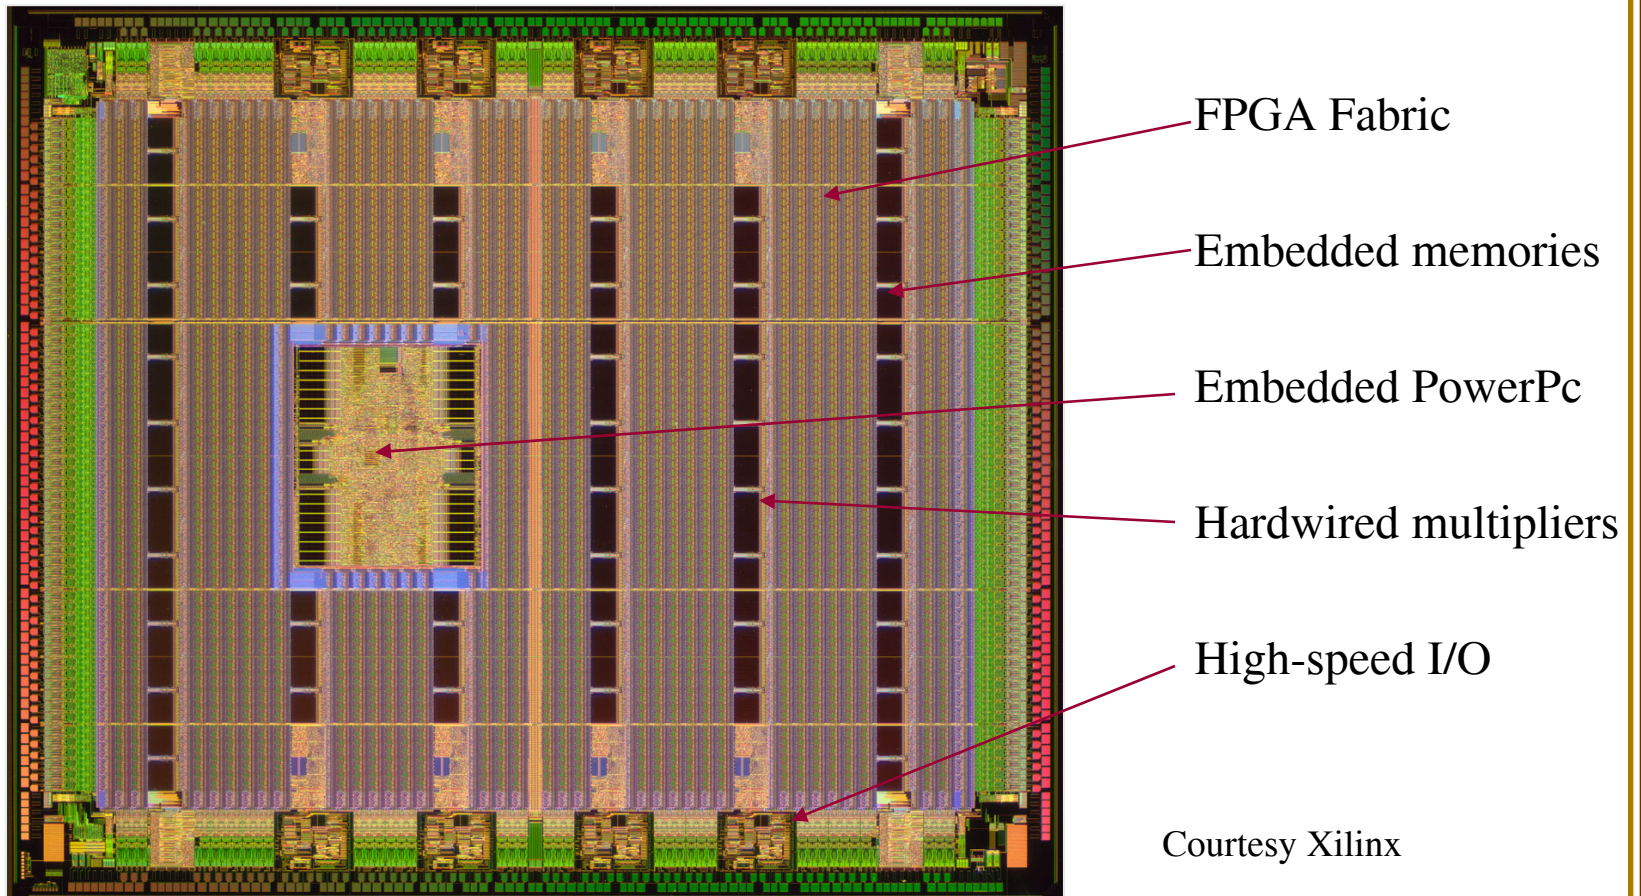 FPGA Fabric
Embedded memories
Embedded PowerPc
Hardwired multipliers
High-speed I/O
Courtesy Xilinx